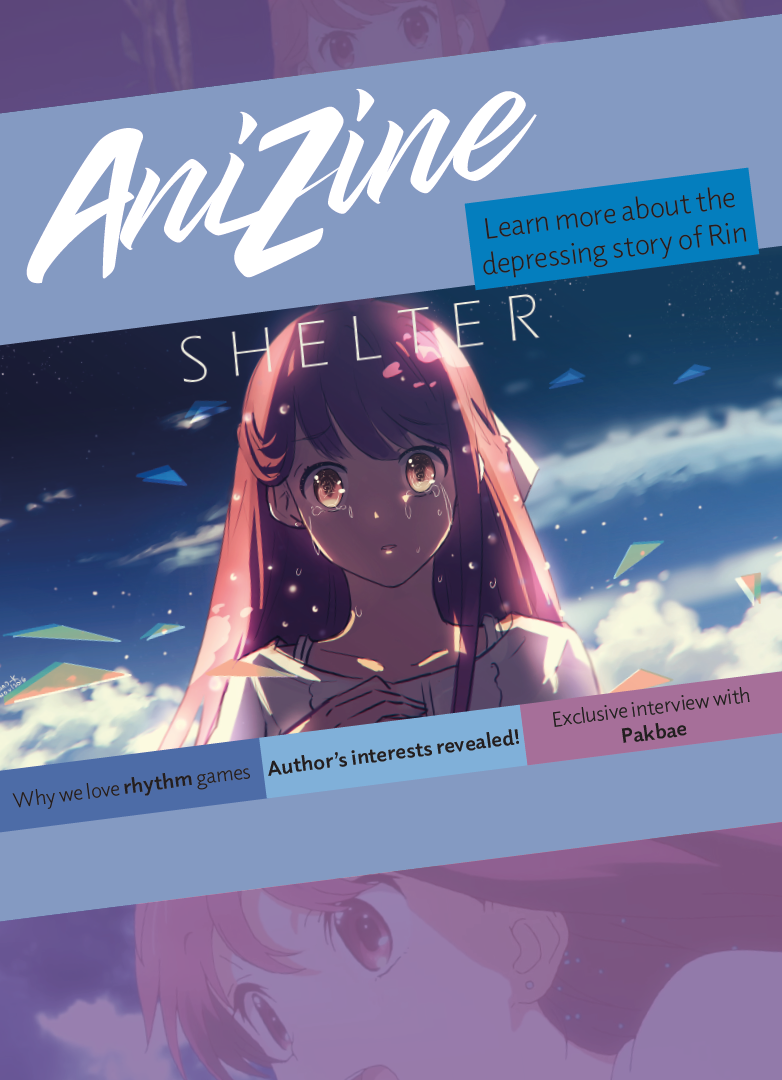 AniZine
Learn more about the
depressing story of Rin
SHELTER
Why we love rhythm games
Author's interests revealed!
Exclusive interview with
Pakbae